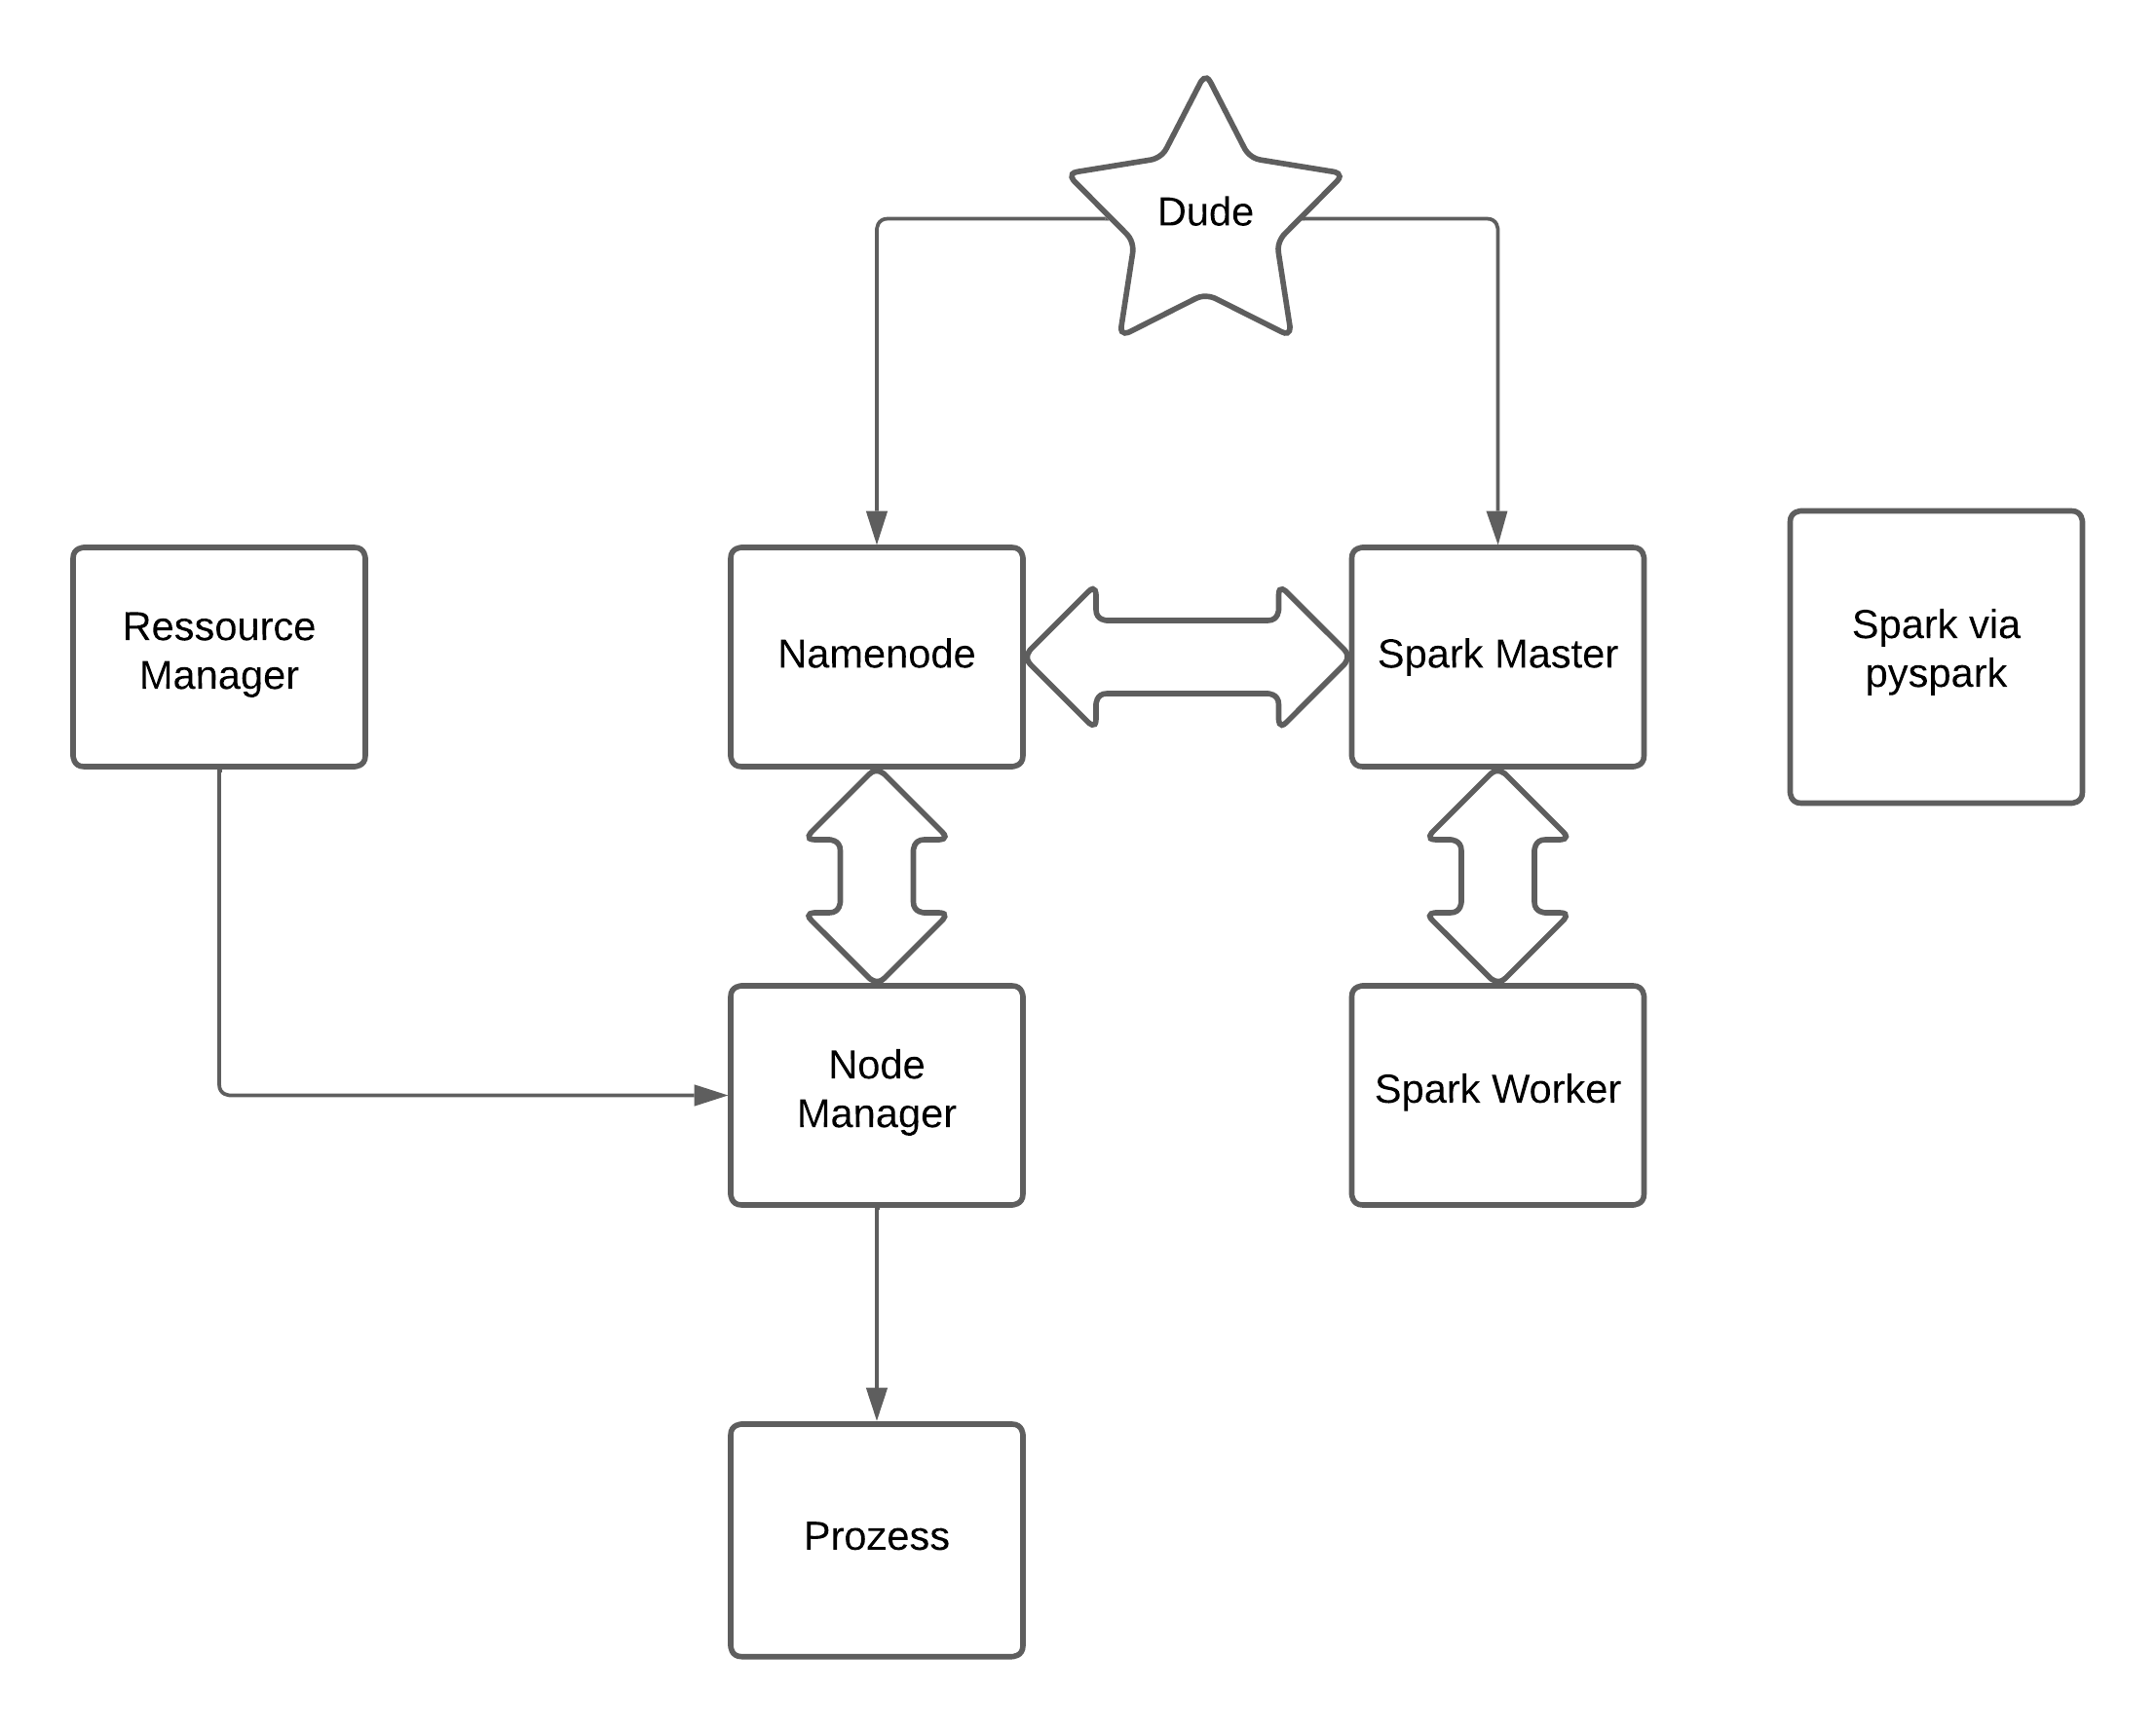 Dude
Ressource
Manager
Namenode
Spark Master
Spark via
pyspark
Node
Manager
Spark Worker
Prozess